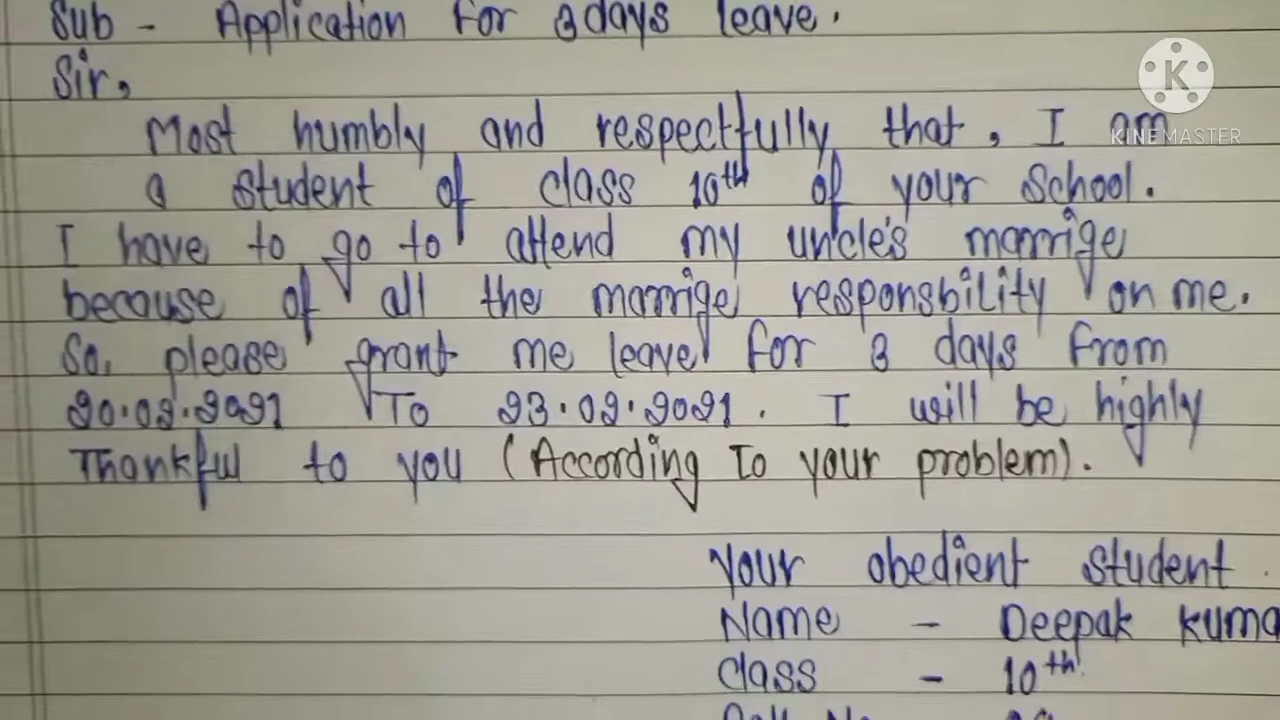 Sub - Application For 3 days leave.
Sir,
Most humbly and respectfully that, I am
a student of class 10th of your School.
I have to go to attend my uncle's marrige
because of all the marrige responsbility on me.
So, please grant me leave for 3 days From
20.02.2021 To 23.02.2021. I will be highly
Thankful to you (According To your problem).
Your obedient student.
Name - Deepak Kuma
Class - 10th
KINEMASTER